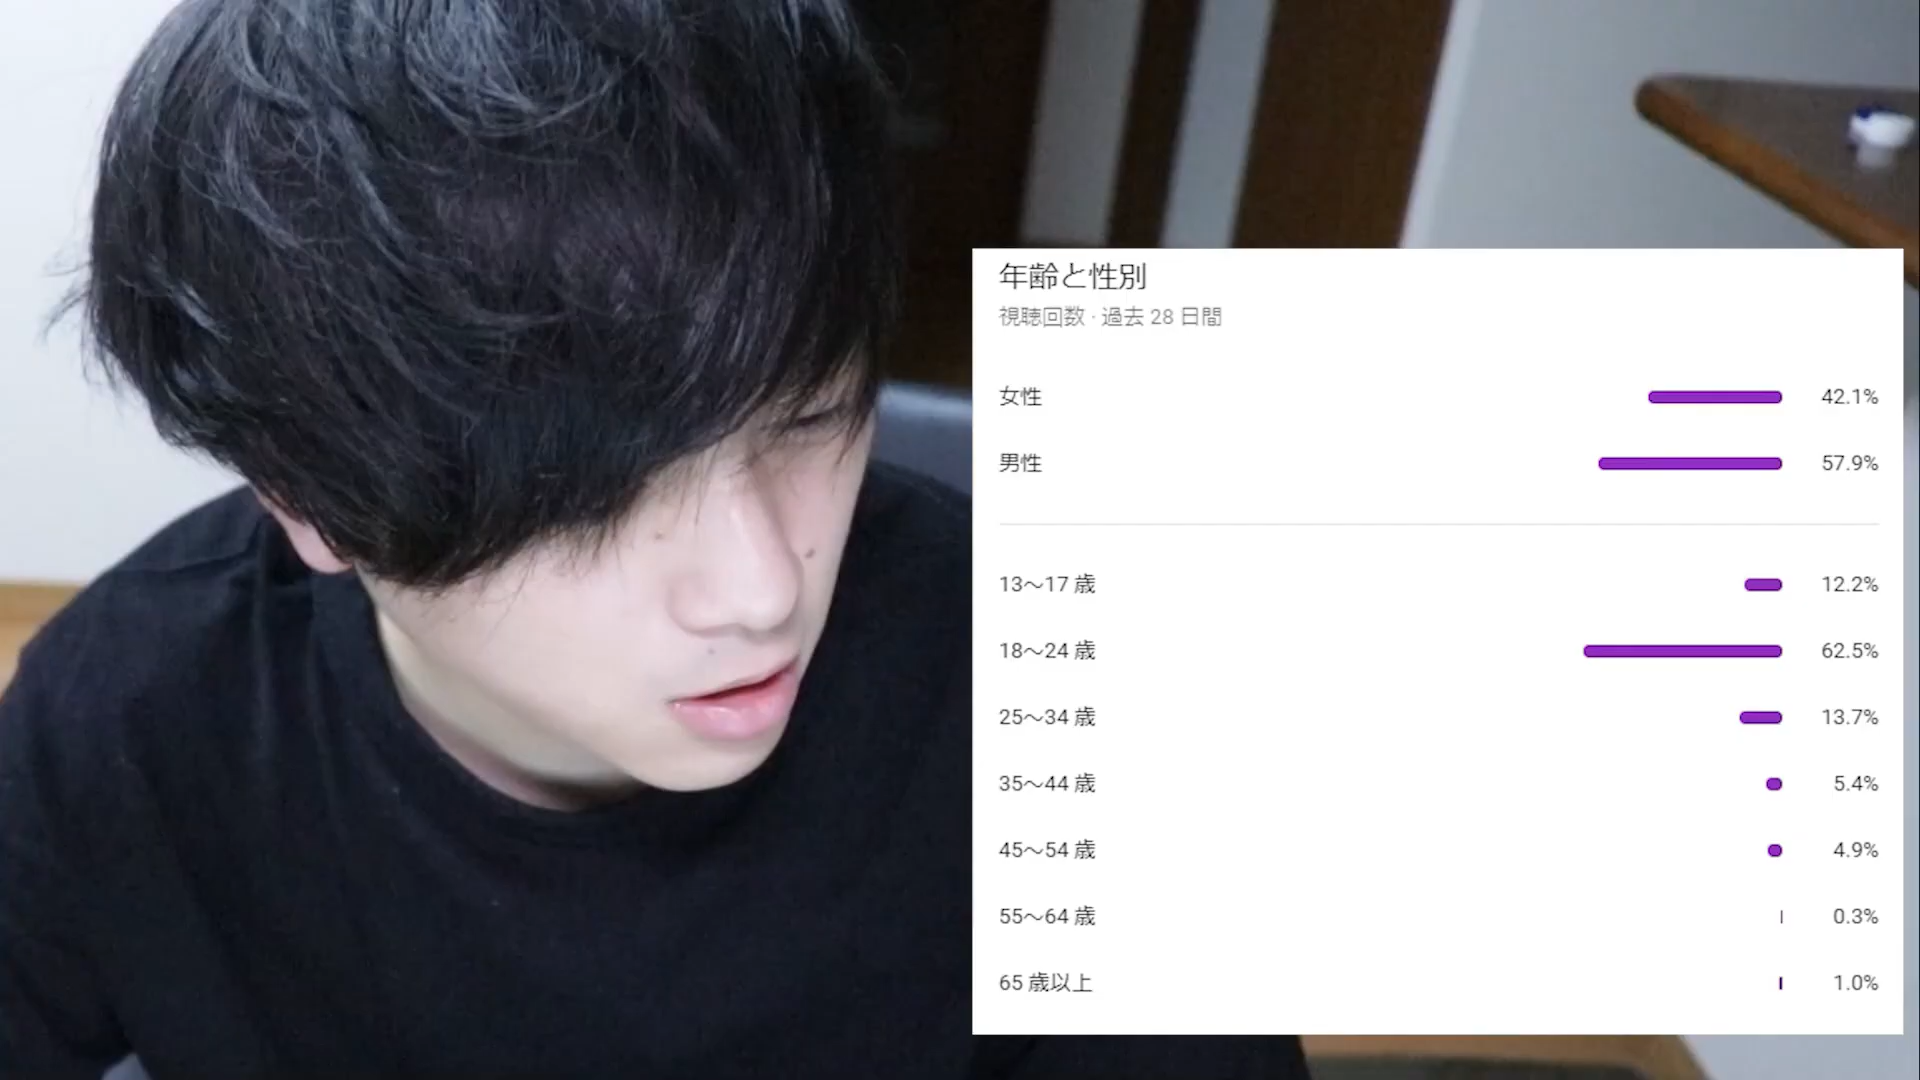 年齢と性別
視聴回数 · 過去 28 日間
女性 42.1%
男性 57.9%
13～17 歳 12.2%
18～24 歳 62.5%
25～34 歳 13.7%
35～44 歳 5.4%
45～54 歳 4.9%
55～64 歳 0.3%
65 歳以上 1.0%